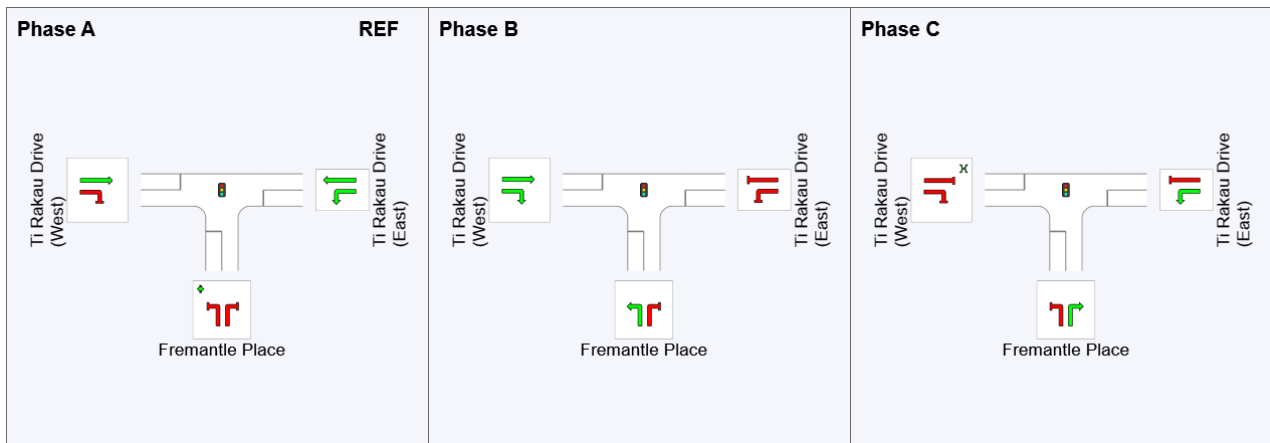 Phase A
REF
Ti Rakau Drive
(West)
Ti Rakau Drive
(East)
Fremantle Place
Phase B
Ti Rakau Drive
(West)
Ti Rakau Drive
(East)
Fremantle Place
Phase C
Ti Rakau Drive
(West)
Ti Rakau Drive
(East)
Fremantle Place